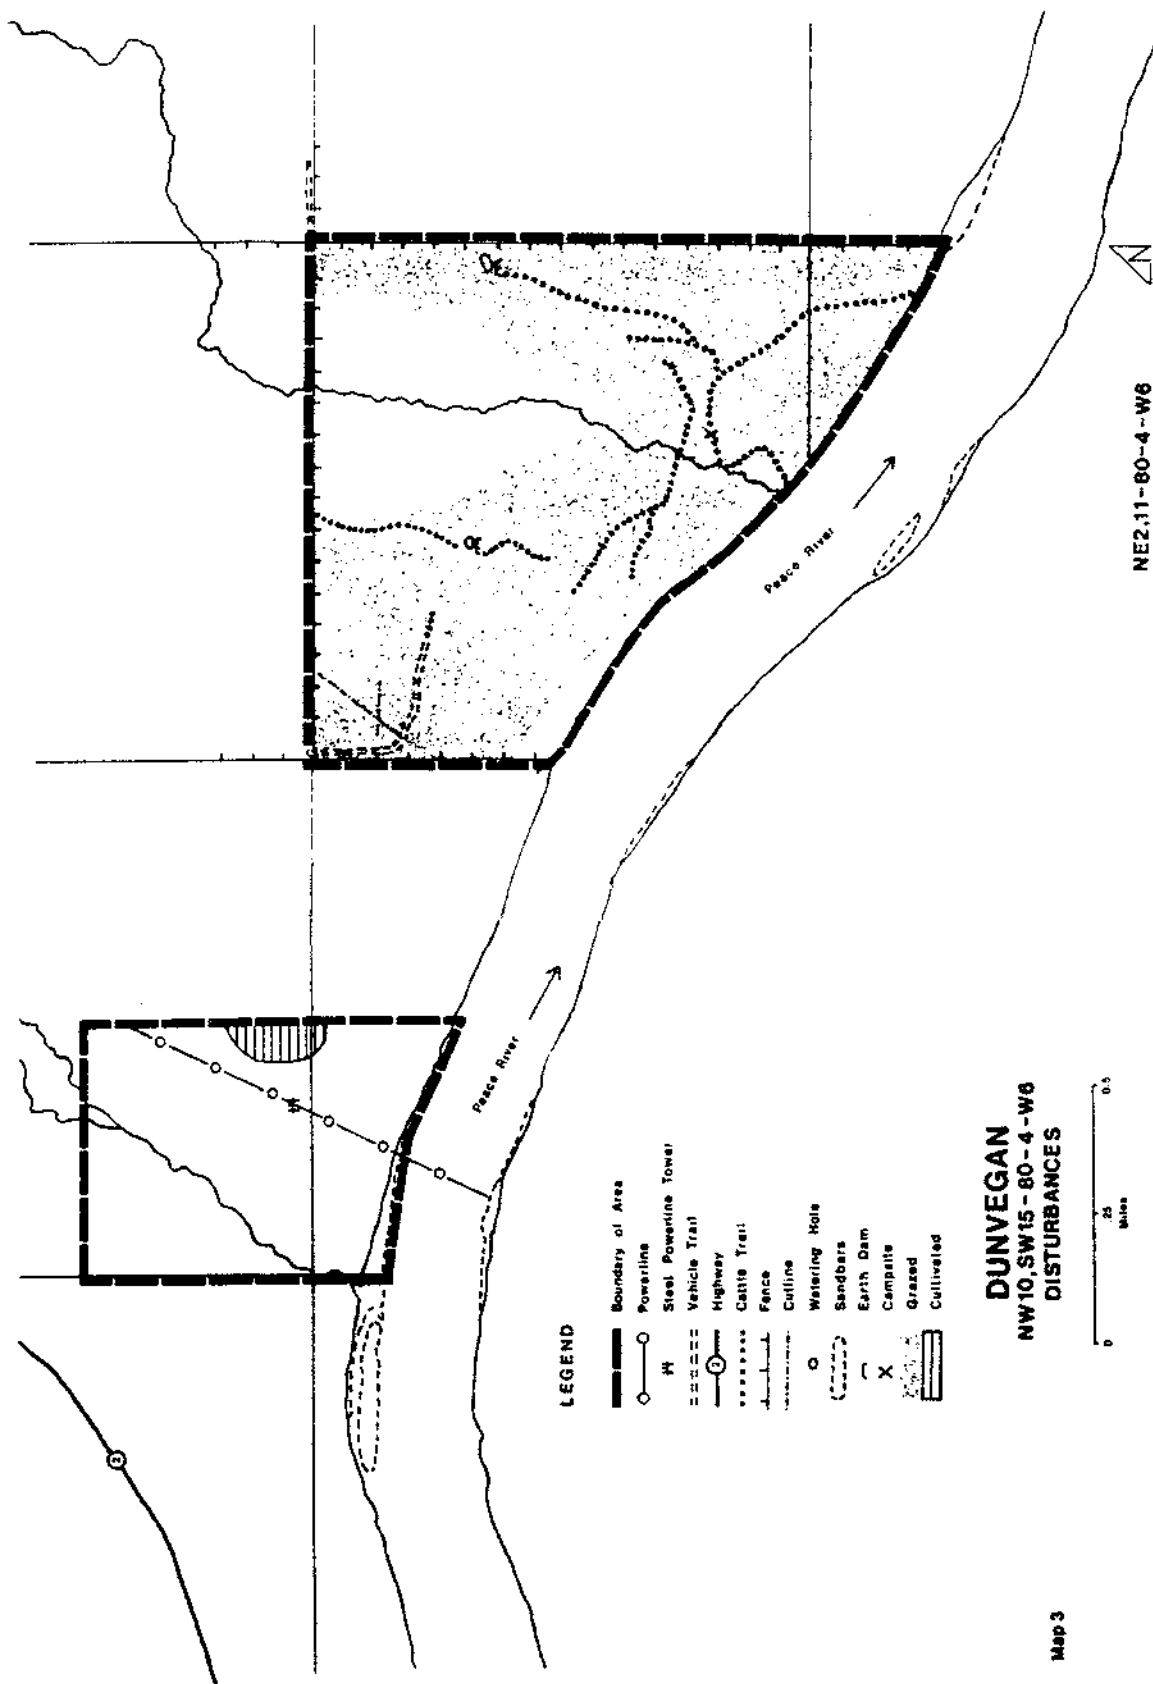 2
Peace River
Peace River
LEGEND
Boundary of Area
Powerline
Steel Powerline Tower
Vehicle Trail
2 Highway
Cattle Trail
Fence
Cutline
Watering Hole
Sandbars
Earth Dam
Campsite
Grazed
Cultivated
DUNVEGAN
NW10,SW15-80-4-W6
DISTURBANCES
0 .25 0.5
Miles
Map 3
NE2,11-80-4-W6
N